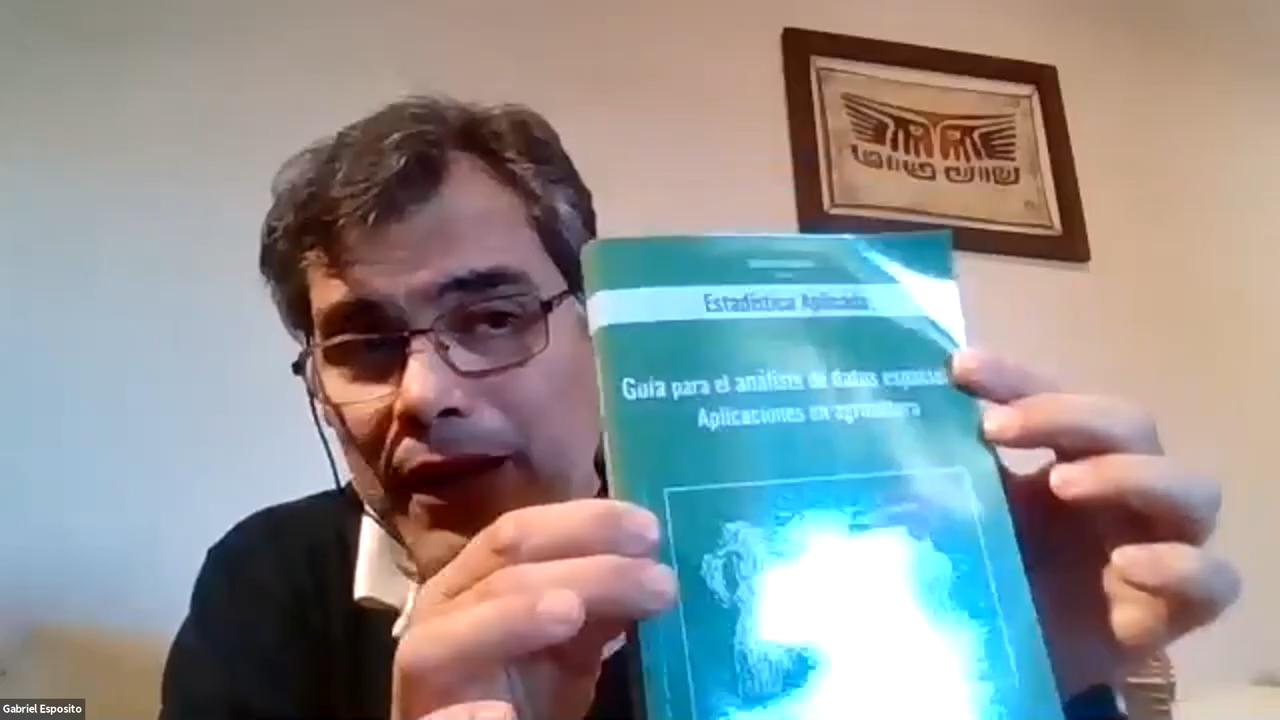 Estadística Aplicada
Guía para el análisis de datos
Aplicaciones en agricultura
Gabriel Esposito